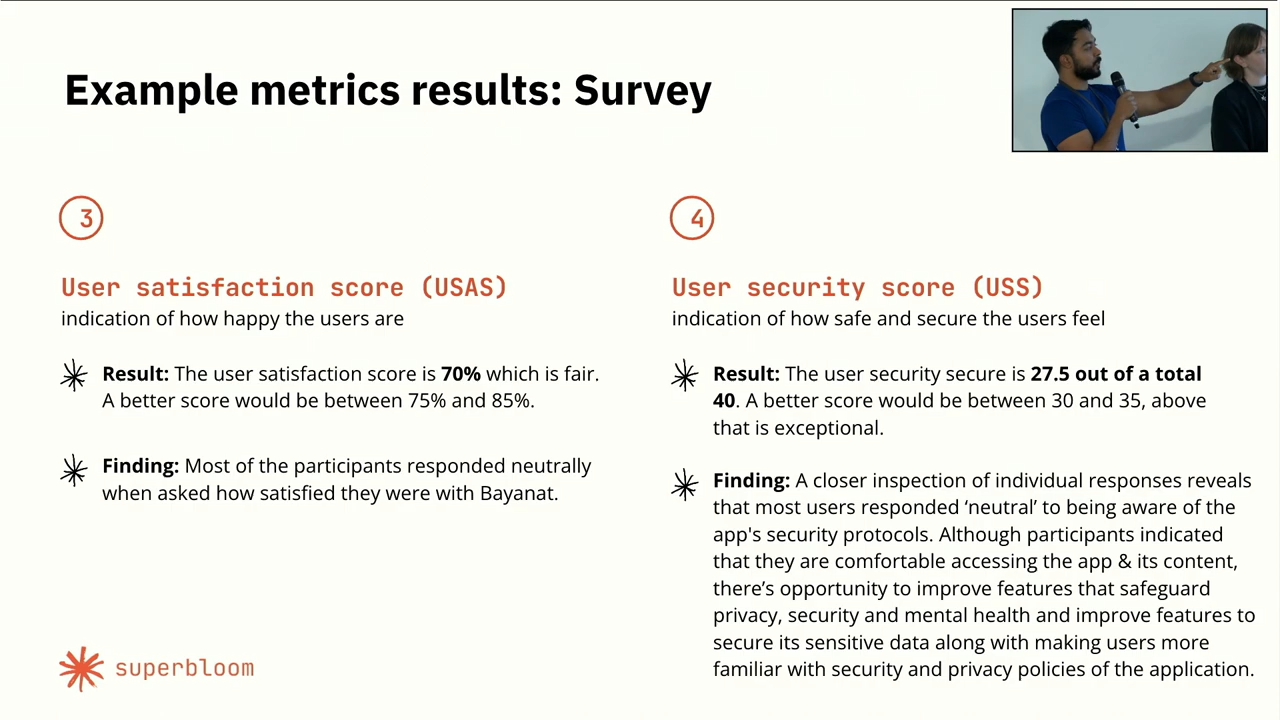 Example metrics results: Survey
3
User satisfaction score (USAS)
indication of how happy the users are
Result: The user satisfaction score is 70% which is fair.
A better score would be between 75% and 85%.
Finding: Most of the participants responded neutrally
when asked how satisfied they were with Bayanat.
4
User security score (USS)
indication of how safe and secure the users feel
Result: The user security secure is 27.5 out of a total
40. A better score would be between 30 and 35, above
that is exceptional.
Finding: A closer inspection of individual responses reveals
that most users responded ‘neutral’ to being aware of the
app's security protocols. Although participants indicated
that they are comfortable accessing the app & its content,
there’s opportunity to improve features that safeguard
privacy, security and mental health and improve features to
secure its sensitive data along with making users more
familiar with security and privacy policies of the application.
superbloom